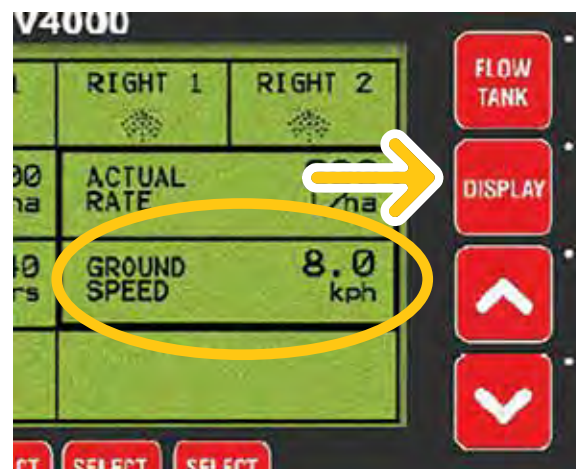 V4000
RIGHT 1 RIGHT 2
FLOW
TANK
ACTUAL
RATE /ha
DISPLAY
GROUND 8.0
SPEED kph
SELECT SELECT